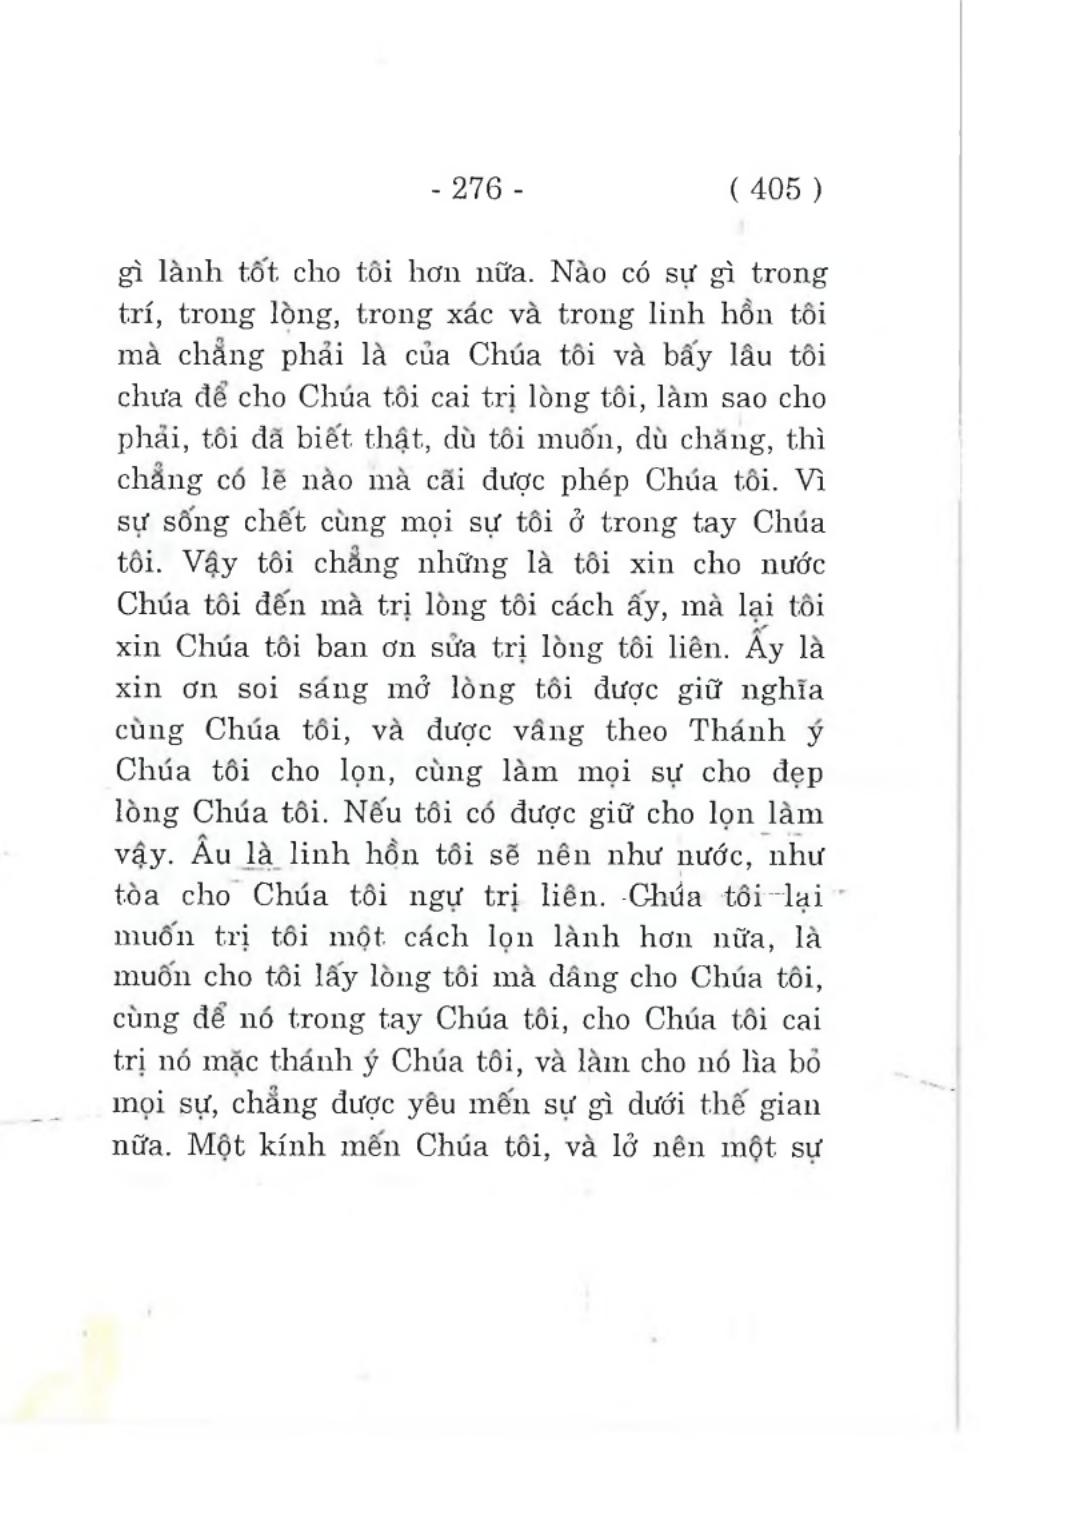 - 276 - ( 405 )
gì lành tốt cho tôi hơn nữa. Nào có sự gì trong
trí, trong lòng, trong xác và trong linh hồn tôi
mà chẳng phải là của Chúa tôi và bấy lâu tôi
chưa để cho Chúa tôi cai trị lòng tôi, làm sao cho
phải, tôi đã biết thật, dù tôi muốn, dù chăng, thì
chẳng có lẽ nào mà cãi được phép Chúa tôi. Vì
sự sống chết cùng mọi sự tôi ở trong tay Chúa
tôi. Vậy tôi chẳng những là tôi xin cho nước
Chúa tôi đến mà trị lòng tôi cách ấy, mà lại tôi
xin Chúa tôi ban ơn sửa trị lòng tôi liên. Ấy là
xin ơn soi sáng mở lòng tôi được giữ nghĩa
cùng Chúa tôi, và được vâng theo Thánh ý
Chúa tôi cho lọn, cùng làm mọi sự cho đẹp
lòng Chúa tôi. Nếu tôi có được giữ cho lọn làm
vậy. Âu là linh hồn tôi sẽ nên như nước, như
tòa cho Chúa tôi ngự trị liên. Chúa tôi lại
muốn trị tôi một cách lọn lành hơn nữa, là
muốn cho tôi lấy lòng tôi mà dâng cho Chúa tôi,
cùng để nó trong tay Chúa tôi, cho Chúa tôi cai
trị nó mặc thánh ý Chúa tôi, và làm cho nó lìa bỏ
mọi sự, chẳng được yêu mến sự gì dưới thế gian
nữa. Một kính mến Chúa tôi, và lở nên một sự